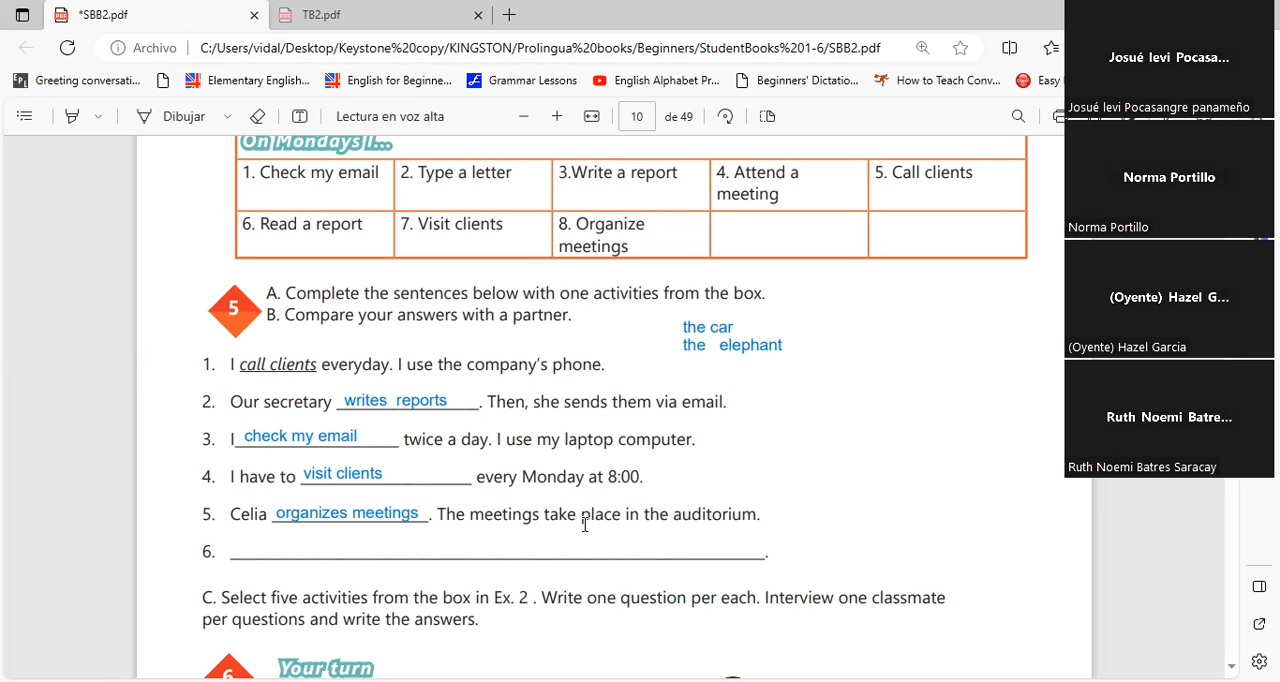 *SBB2.pdf
TB2.pdf
Archivo
C:/Users/vidal/Desktop/Keystone%20copy/KINGSTON/Prolingua%20books/Beginners/StudentBooks%201-6/SBB2.pdf
Greeting conversati...
Elementary English...
English for Beginne...
Grammar Lessons
English Alphabet Pr...
Beginners' Dictatio...
How to Teach Conv...
Easy
Dibujar
Lectura en voz alta
10
de 49
On Mondays I...
1. Check my email
2. Type a letter
3.Write a report
4. Attend a
meeting
5. Call clients
6. Read a report
7. Visit clients
8. Organize
meetings
5
A. Complete the sentences below with one activities from the box.
B. Compare your answers with a partner.
the car
the elephant
1. I call clients everyday. I use the company's phone.
2. Our secretary writes reports. Then, she sends them via email.
3. I check my email twice a day. I use my laptop computer.
4. I have to visit clients every Monday at 8:00.
5. Celia organizes meetings. The meetings take place in the auditorium.
6. ______________________________.
C. Select five activities from the box in Ex. 2 . Write one question per each. Interview one classmate
per questions and write the answers.
6
Your turn
Josué levi Pocasa...
Josué levi Pocasangre panameño
Norma Portillo
Norma Portillo
(Oyente) Hazel G...
(Oyente) Hazel Garcia
Ruth Noemi Batre...
Ruth Noemi Batres Saracay